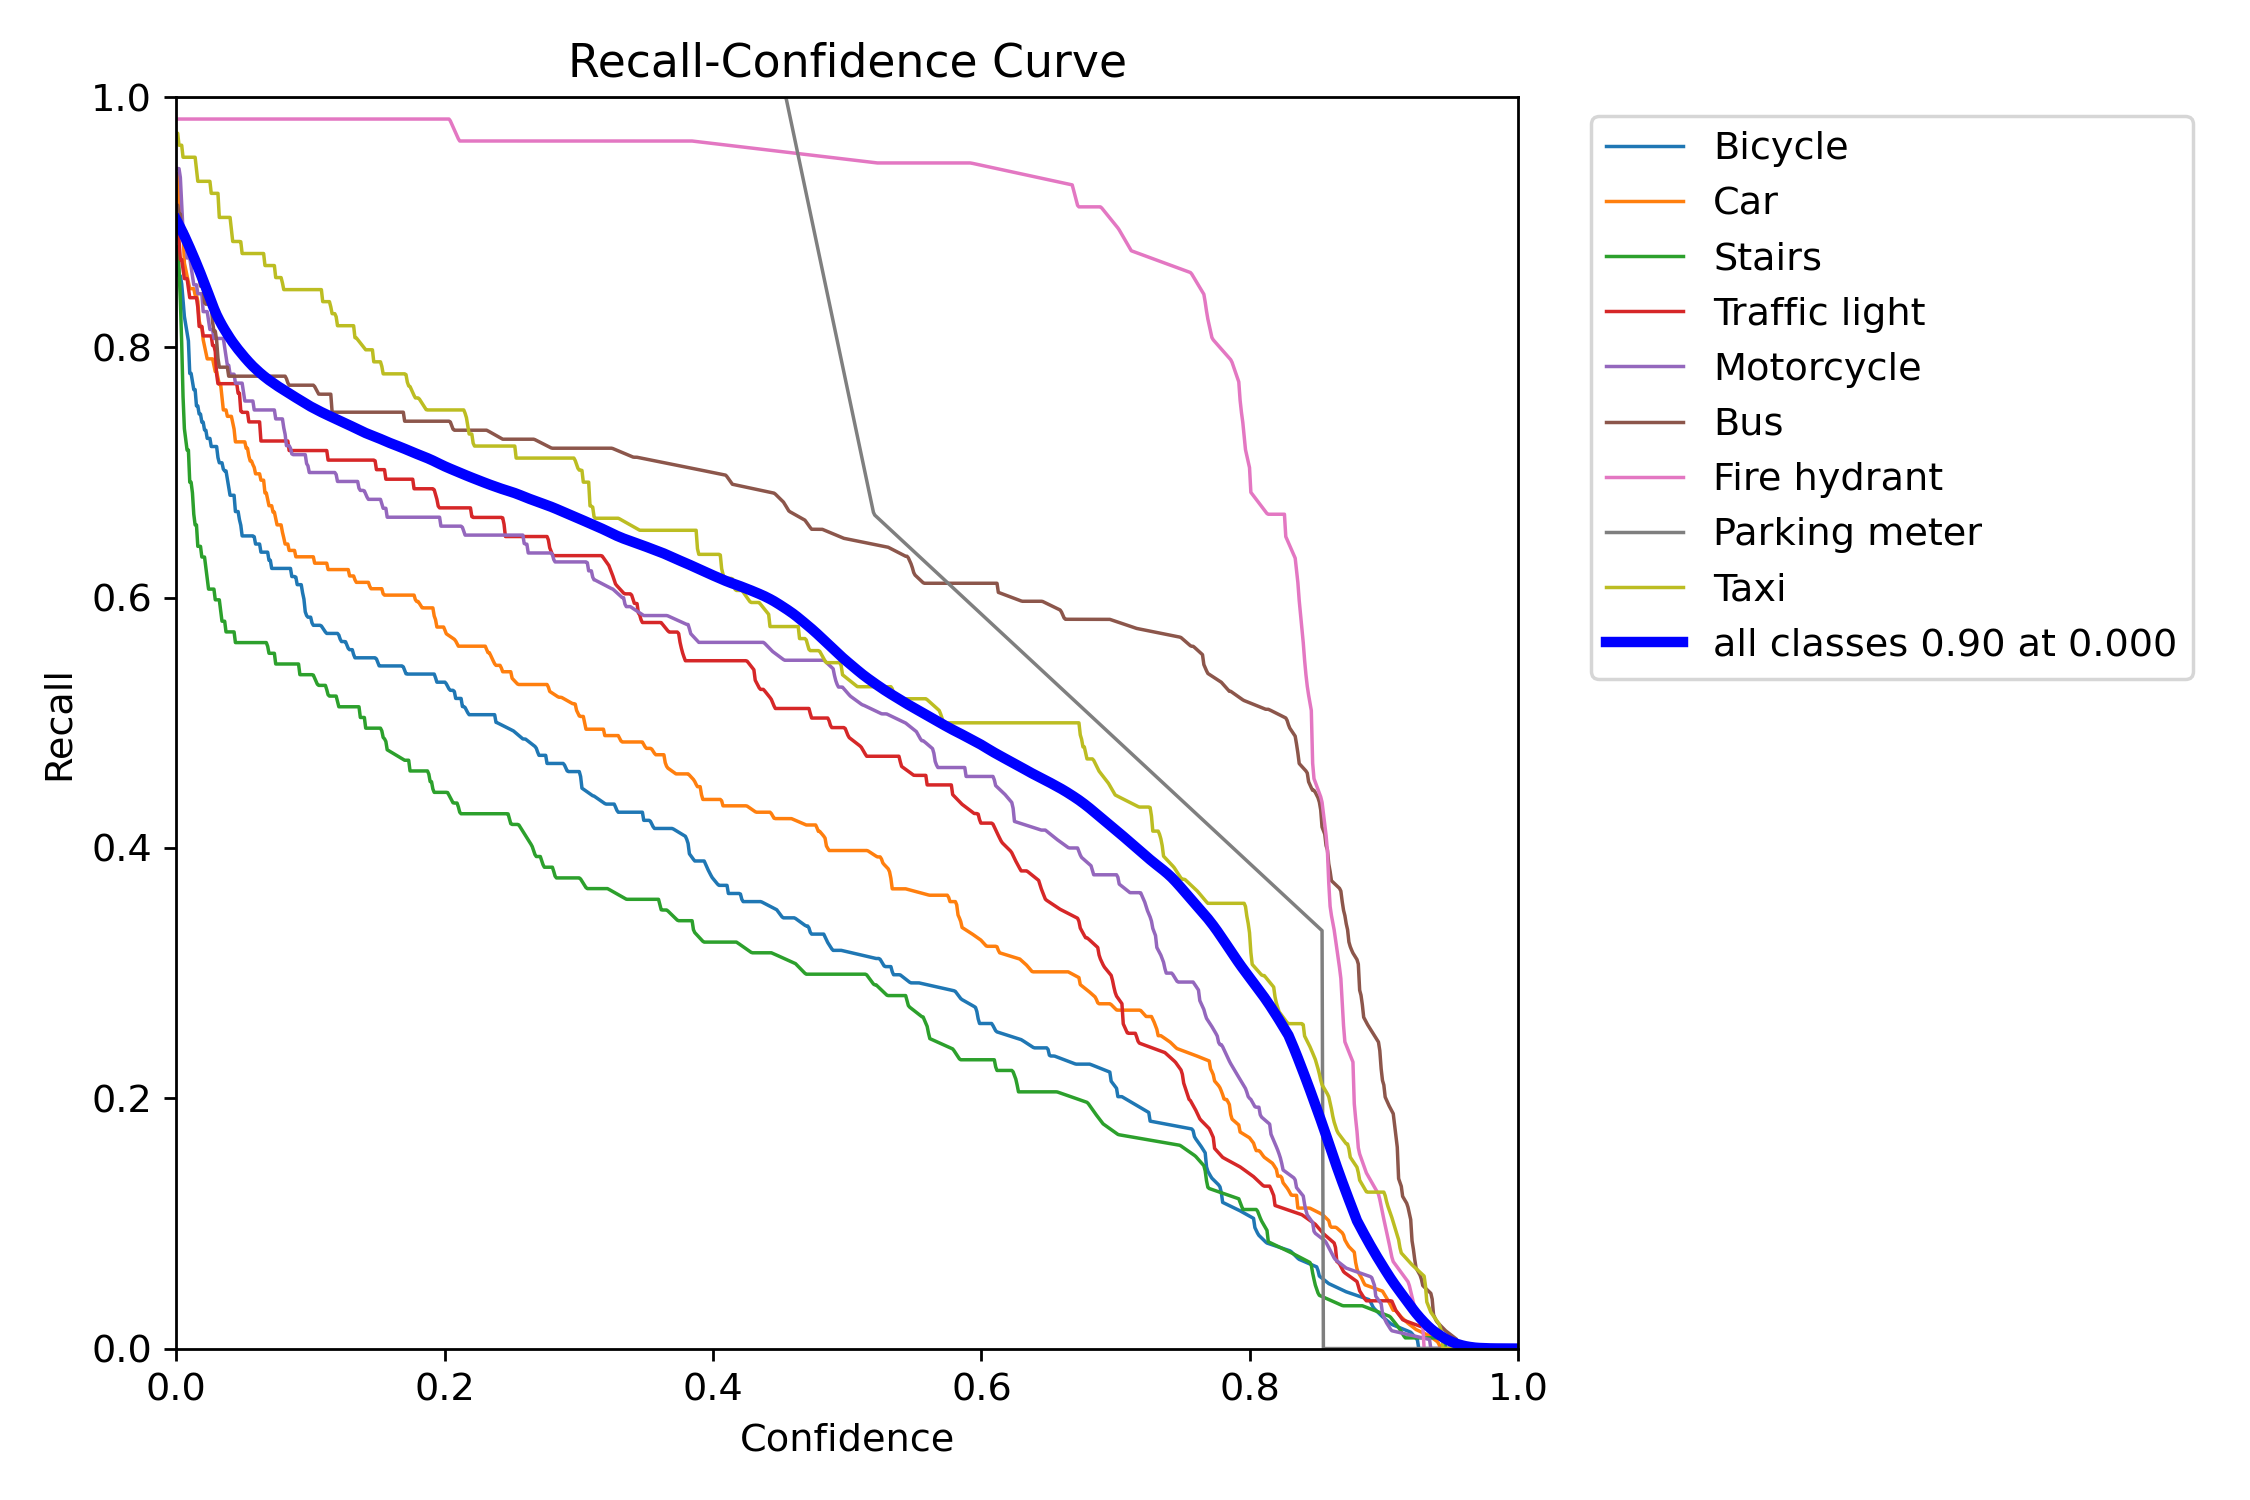 Recall-Confidence Curve
1.0
0.8
0.6
0.4
0.2
0.0
Recall
0.0 0.2 0.4 0.6 0.8 1.0
Confidence
Bicycle
Car
Stairs
Traffic light
Motorcycle
Bus
Fire hydrant
Parking meter
Taxi
all classes 0.90 at 0.000